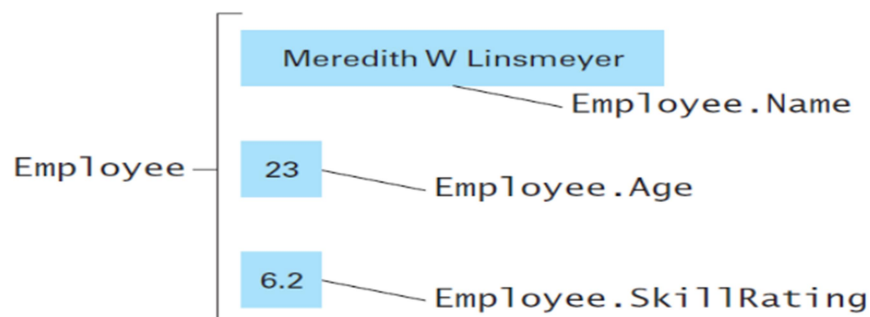 Meredith W Linsmeyer
Employee.Name
Employee
23
Employee.Age
6.2
Employee.SkillRating